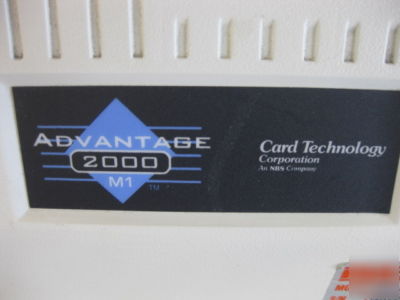 ADVANTAGE
2000
M1
TM
Card Technology
Corporation
An NBS Company